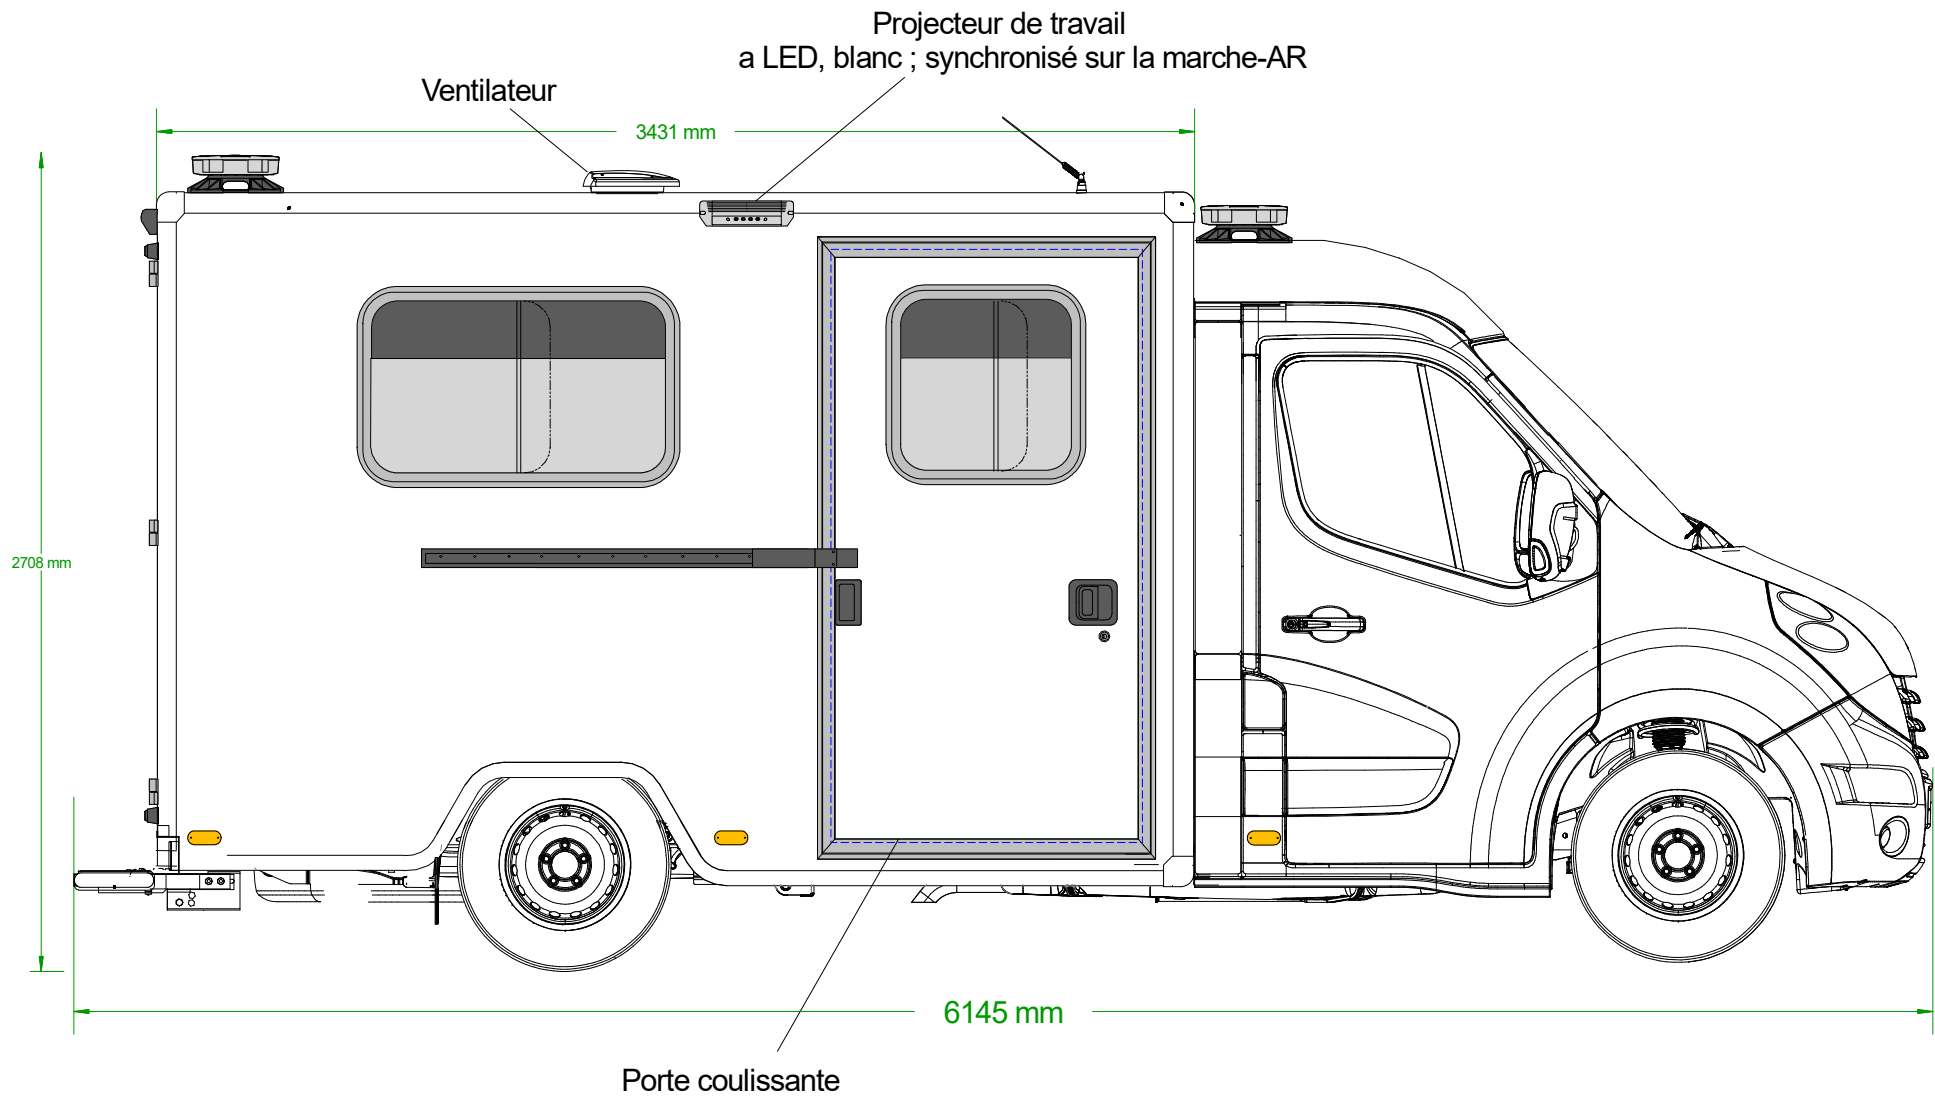 Projecteur de travail
a LED, blanc ; synchronisé sur la marche-AR
Ventilateur
3431 mm
2708 mm
6145 mm
Porte coulissante